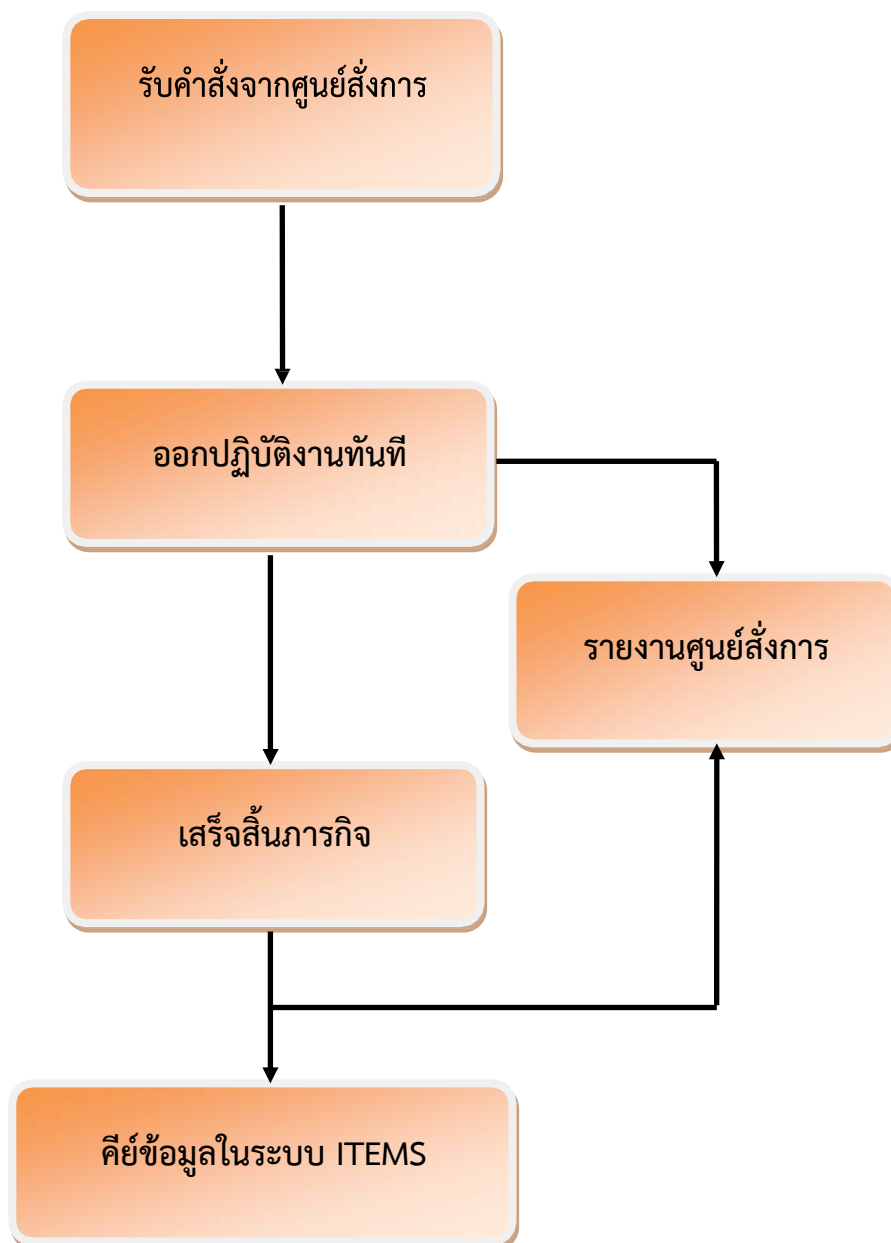 รับคำสั่งจากศูนย์สั่งการ
ออกปฏิบัติงานทันที
รายงานศูนย์สั่งการ
เสร็จสิ้นภารกิจ
คีย์ข้อมูลในระบบ ITEMS